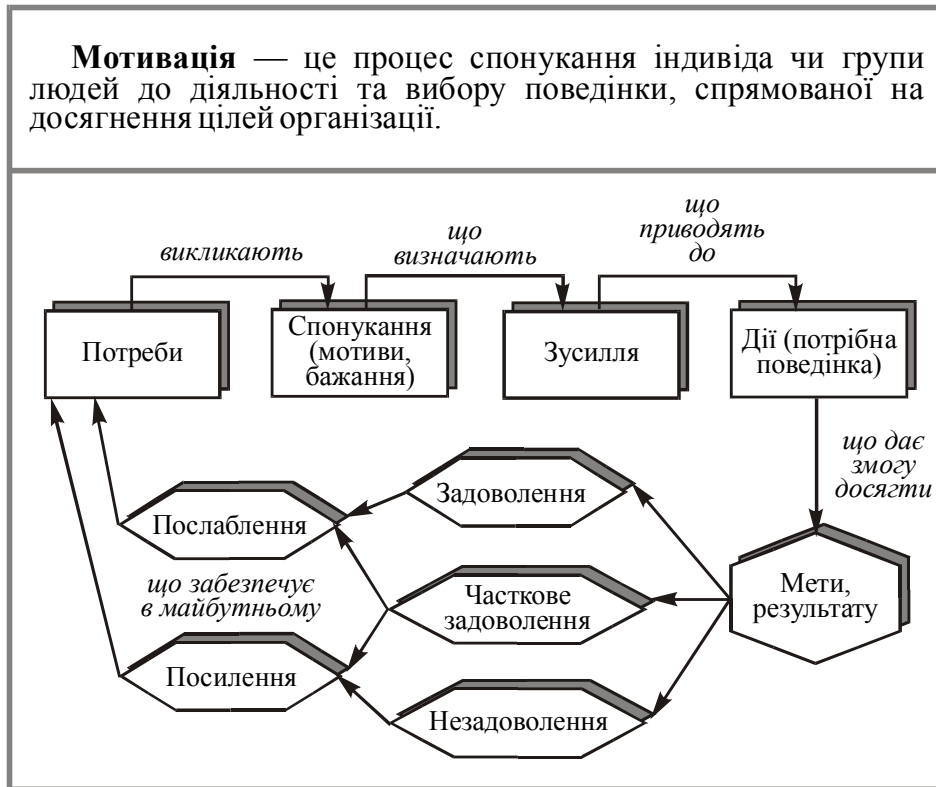 Мотивація — це процес спонукання індивіда чи групи
людей до діяльності та вибору поведінки, спрямованої на
досягнення цілей організації.
викликають
що
визначають
що
приводять
до
Потреби
Спонукання
(мотиви,
бажання)
Зусилля
Дії (потрібна
поведінка)
що дає
змогу
досягти
Задоволення
Послаблення
що забезпечує
в майбутньому
Часткове
задоволення
Мети,
результату
Посилення
Незадоволення